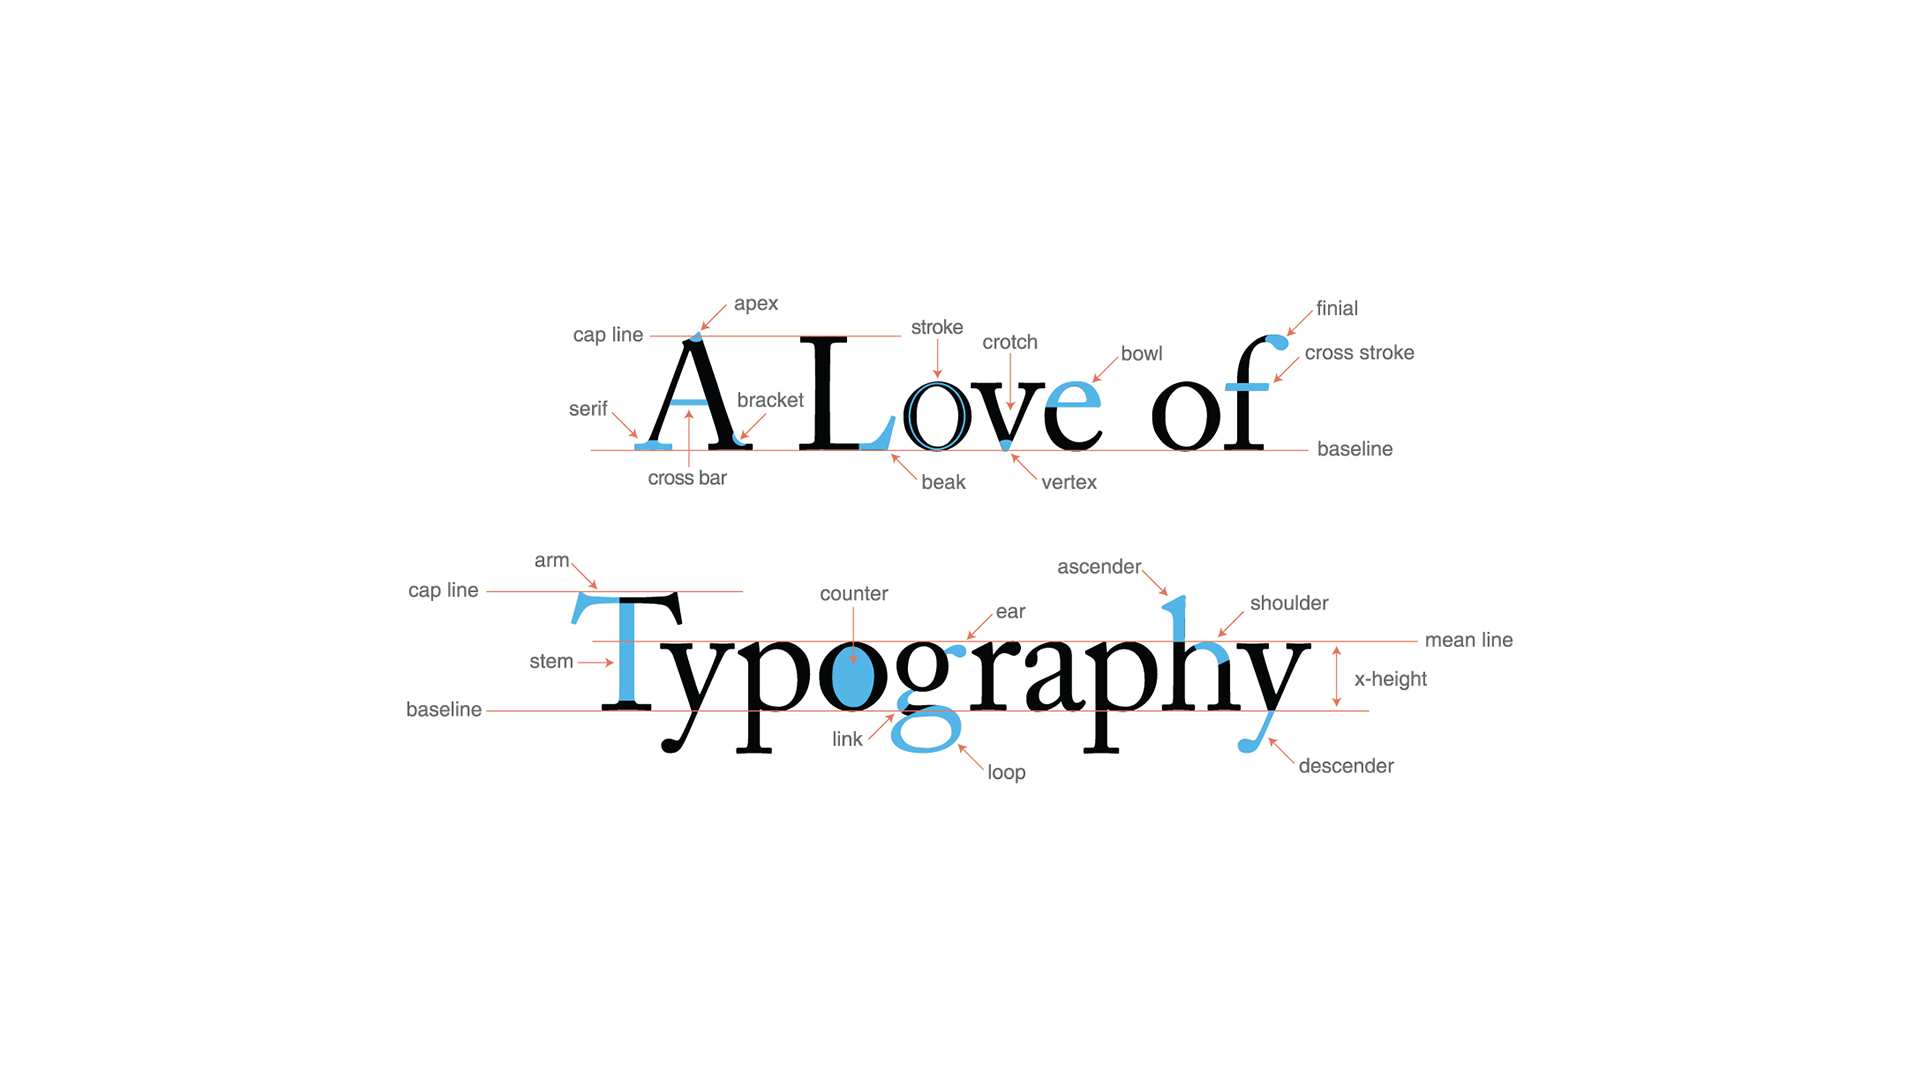 apex
cap line
stroke
crotch
bowl
finial
cross stroke
serif
bracket
A Love of
baseline
cross bar
beak
vertex
arm
ascender
cap line
counter
ear
shoulder
mean line
stem
Typography
x-height
baseline
link
loop
descender